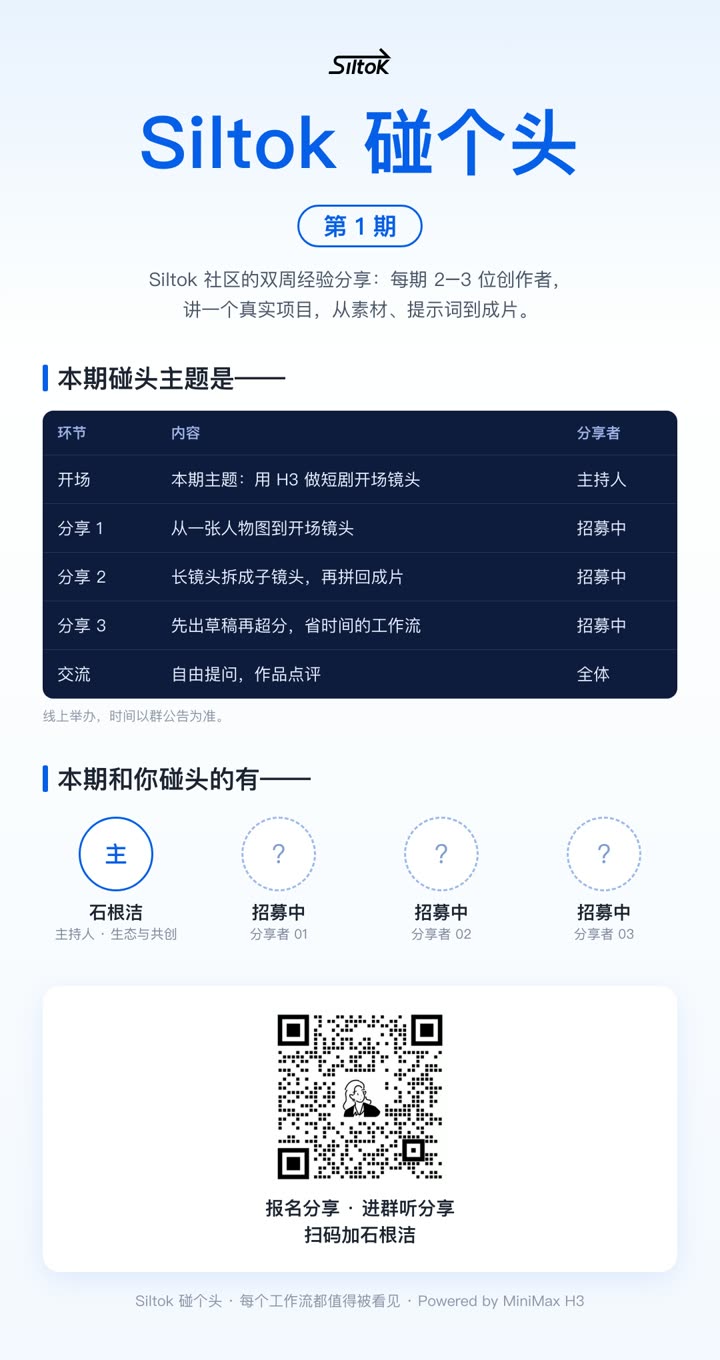 Siltok
Siltok 碰个头
第 1 期
Siltok 社区的双周经验分享：每期 2–3 位创作者，
讲一个真实项目，从素材、提示词到成片。
本期碰头主题是——
环节 内容 分享者
开场 本期主题：用 H3 做短剧开场镜头 主持人
分享 1 从一张人物图到开场镜头 招募中
分享 2 长镜头拆成子镜头，再拼回成片 招募中
分享 3 先出草稿再超分，省时间的工作流 招募中
交流 自由提问，作品点评 全体
线上举办，时间以群公告为准。
本期和你碰头的有——
主 ? ? ?
石根洁 招募中 招募中 招募中
主持人 · 生态与共创 分享者 01 分享者 02 分享者 03
报名分享 · 进群听分享
扫码加石根洁
Siltok 碰个头 · 每个工作流都值得被看见 · Powered by MiniMax H3